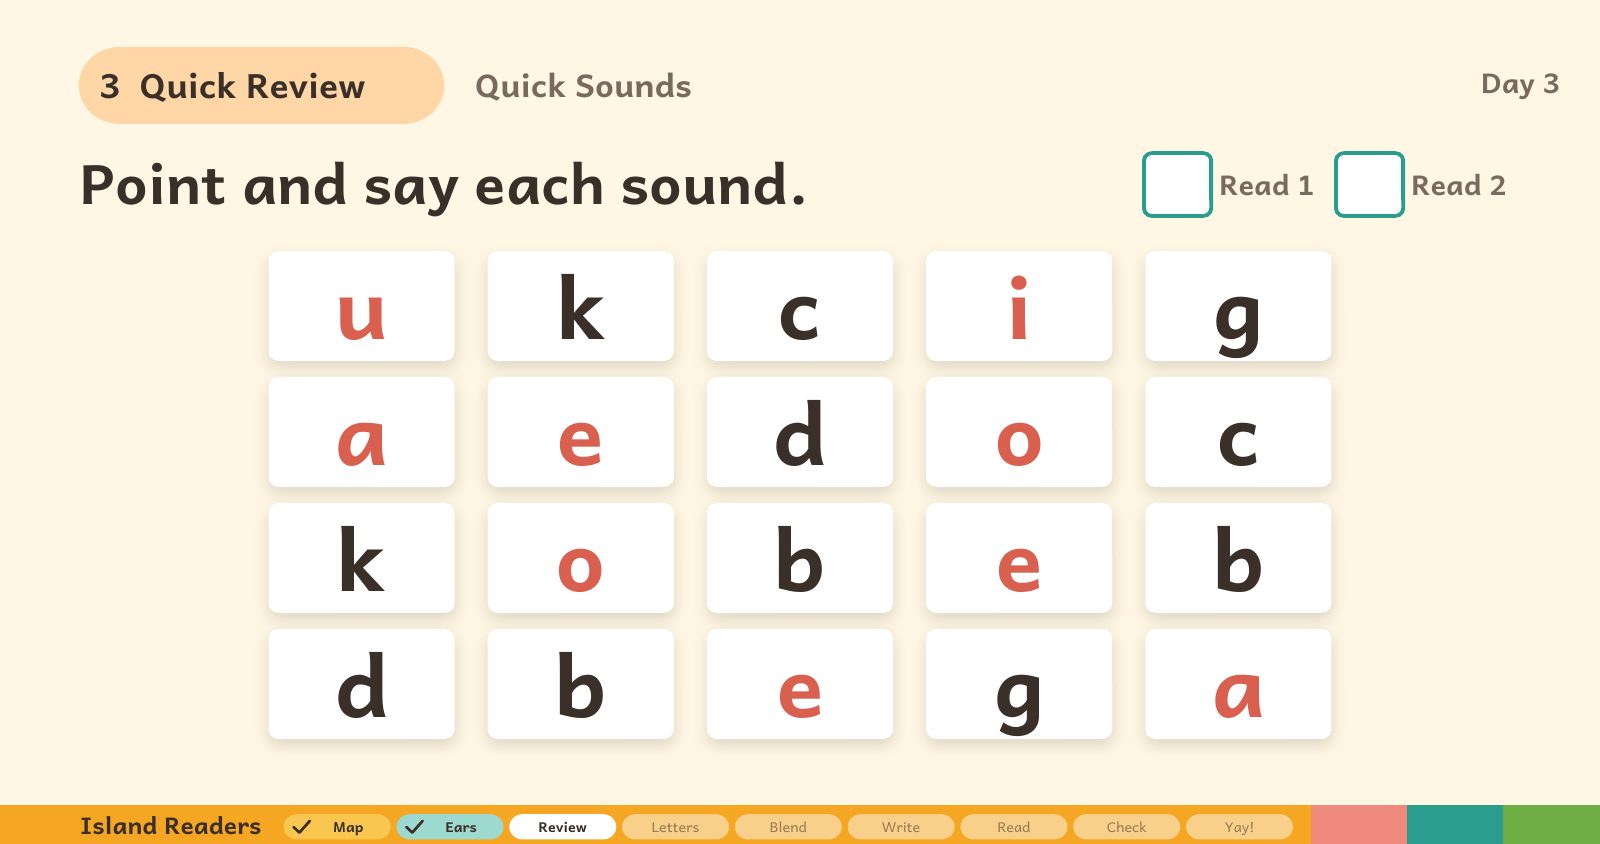 3 Quick Review Quick Sounds Day 3
Point and say each sound. Read 1 Read 2
u k c i g
a e d o c
k o b e b
d b e g a
Island Readers Map Ears Review Letters Blend Write Read Check Yay!